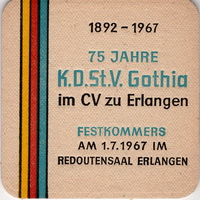 1892-1967
75 JAHRE
K.D.St.V. Gothia
im CV zu Erlangen
FESTKOMMERS
AM 1.7.1967 IM
REDOUTENSAAL ERLANGEN